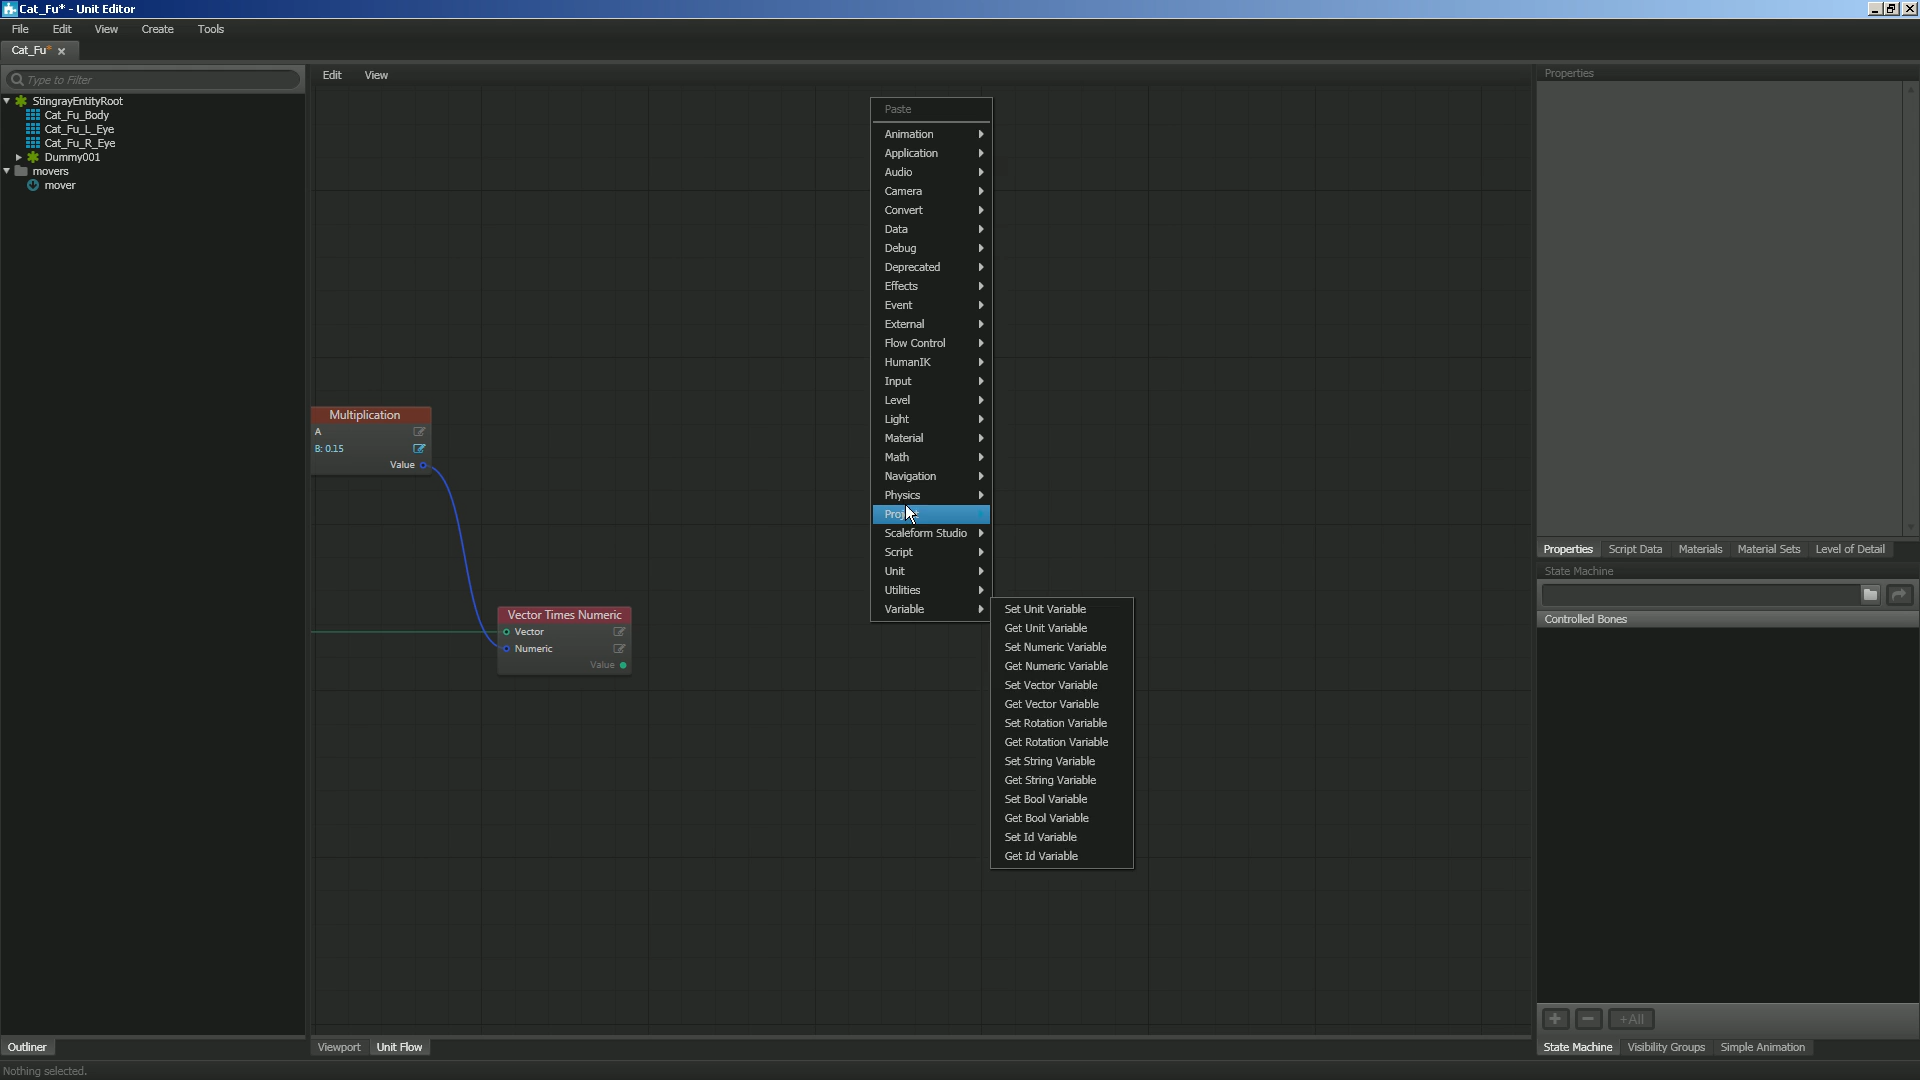 Cat_Fu* - Unit Editor
File Edit View Create Tools
Cat_Fu*
Type to Filter
StingrayEntityRoot
Cat_Fu_Body
Cat_Fu_L_Eye
Cat_Fu_R_Eye
Dummy001
movers
mover
Outliner
Nothing selected.
Edit View
Multiplication
A
B: 0.15
Value
Vector Times Numeric
Vector
Numeric
Value
Paste
Animation
Application
Audio
Camera
Convert
Data
Debug
Deprecated
Effects
Event
External
Flow Control
HumanIK
Input
Level
Light
Material
Math
Navigation
Physics
Scaleform Studio
Script
Unit
Utilities
Variable
Set Unit Variable
Get Unit Variable
Set Numeric Variable
Get Numeric Variable
Set Vector Variable
Get Vector Variable
Set Rotation Variable
Get Rotation Variable
Set String Variable
Get String Variable
Set Bool Variable
Get Bool Variable
Set Id Variable
Get Id Variable
Viewport Unit Flow
Properties
Properties Script Data Materials Material Sets Level of Detail
State Machine
Controlled Bones
+All
State Machine Visibility Groups Simple Animation